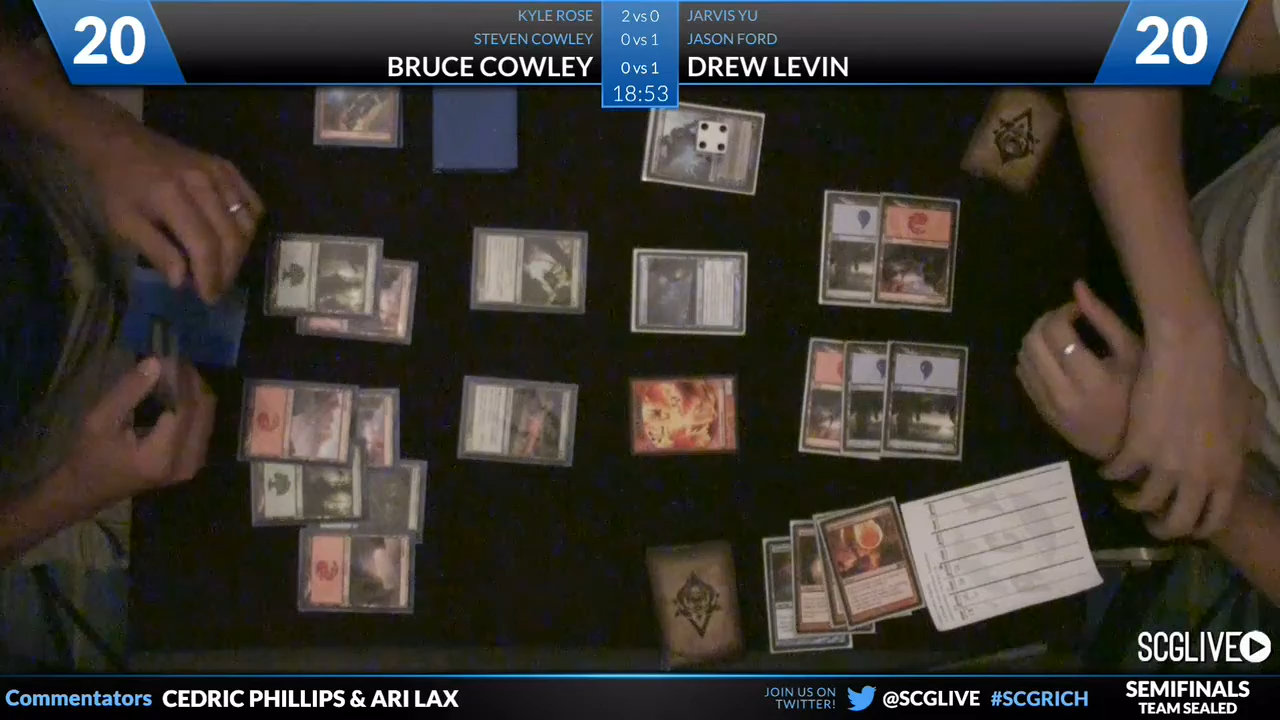 20
KYLE ROSE 2 vs 0 JARVIS YU
STEVEN COWLEY 0 vs 1 JASON FORD
BRUCE COWLEY 0 vs 1 DREW LEVIN
18:53
20
SCGLIVE
Commentators CEDRIC PHILLIPS & ARI LAX
JOIN US ON
TWITTER!
@SCGLIVE #SCGRICH
SEMIFINALS
TEAM SEALED